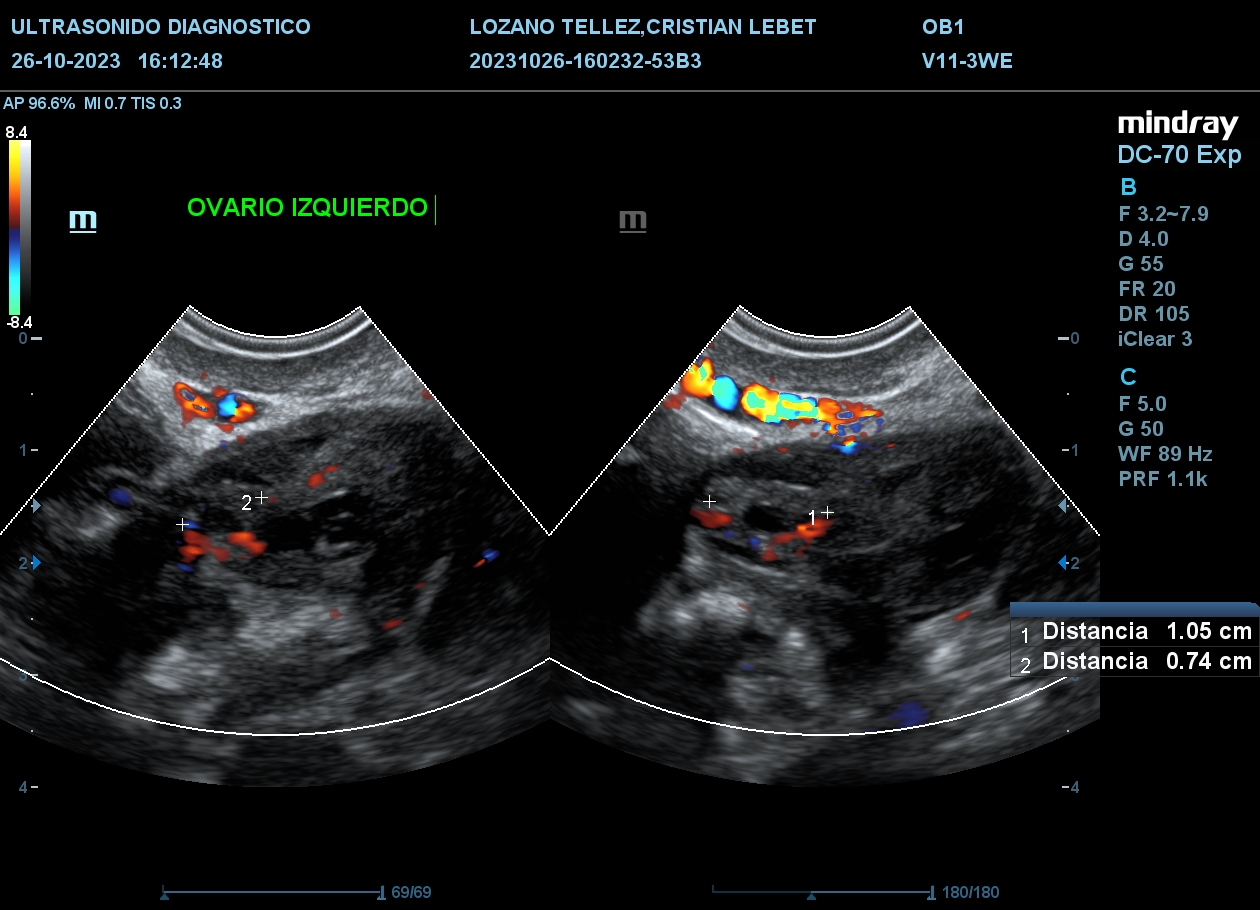 ULTRASONIDO DIAGNOSTICO LOZANO TELLEZ,CRISTIAN LEBET OB1
26-10-2023 16:12:48 20231026-160232-53B3 V11-3WE
AP 96.6% MI 0.7 TIS 0.3
8.4
-8.4
m
OVARIO IZQUIERDO
m
mindray
DC-70 Exp
B
F 3.2~7.9
D 4.0
G 55
FR 20
DR 105
iClear 3
C
F 5.0
G 50
WF 89 Hz
PRF 1.1k
0
1
2
3
4
2
1
0
1
2
4
1 Distancia 1.05 cm
2 Distancia 0.74 cm
69/69
180/180